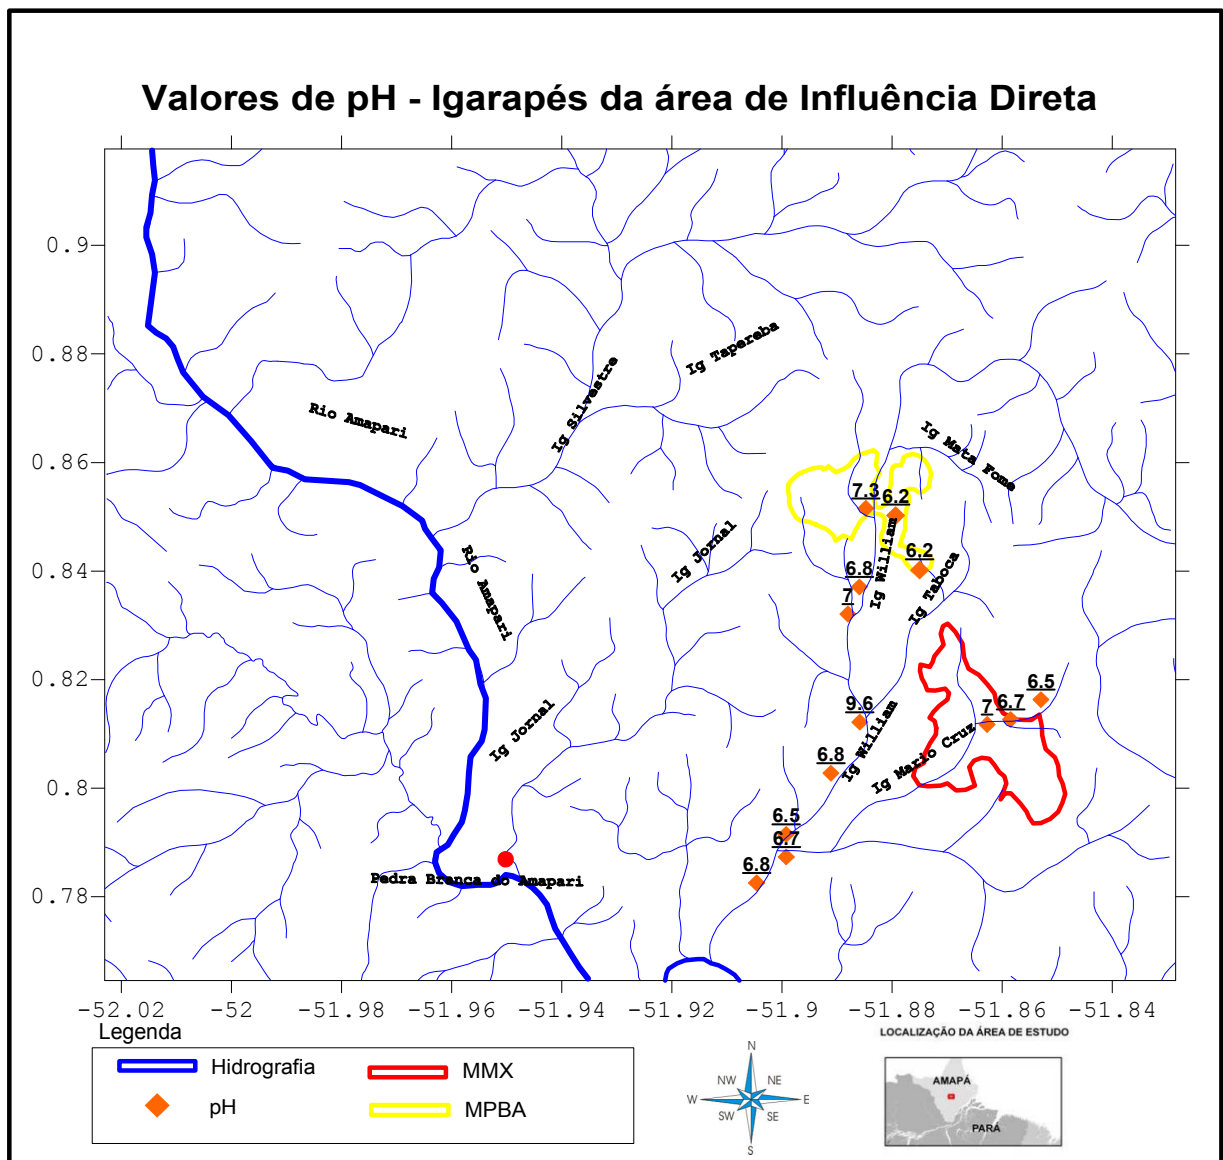 Valores de pH - Igarapés da área de Influência Direta
0.9
0.88
0.86
0.84
0.82
0.8
0.78
Ig Tapereba
Ig Silvestre
Rio Amapari
Ig Mata Fome
7.3
6.2
Ig William
Ig Jornal
Rio Amapari
6.2
6.8
7
Ig Taboca
6.5
6.7
7
9.6
Ig William
Ig Mario Cruz
Ig Jornal
6.8
6.5
6.7
6.8
Pedra Branca do Amapari
-52.02
-52
-51.98
-51.96
-51.94
-51.92
-51.9
-51.88
-51.86
-51.84
Legenda
Hidrografia
MMX
pH
MPBA
N
NW
NE
W
E
SW
SE
S
LOCALIZAÇÃO DA ÁREA DE ESTUDO
AMAPÁ
PARÁ